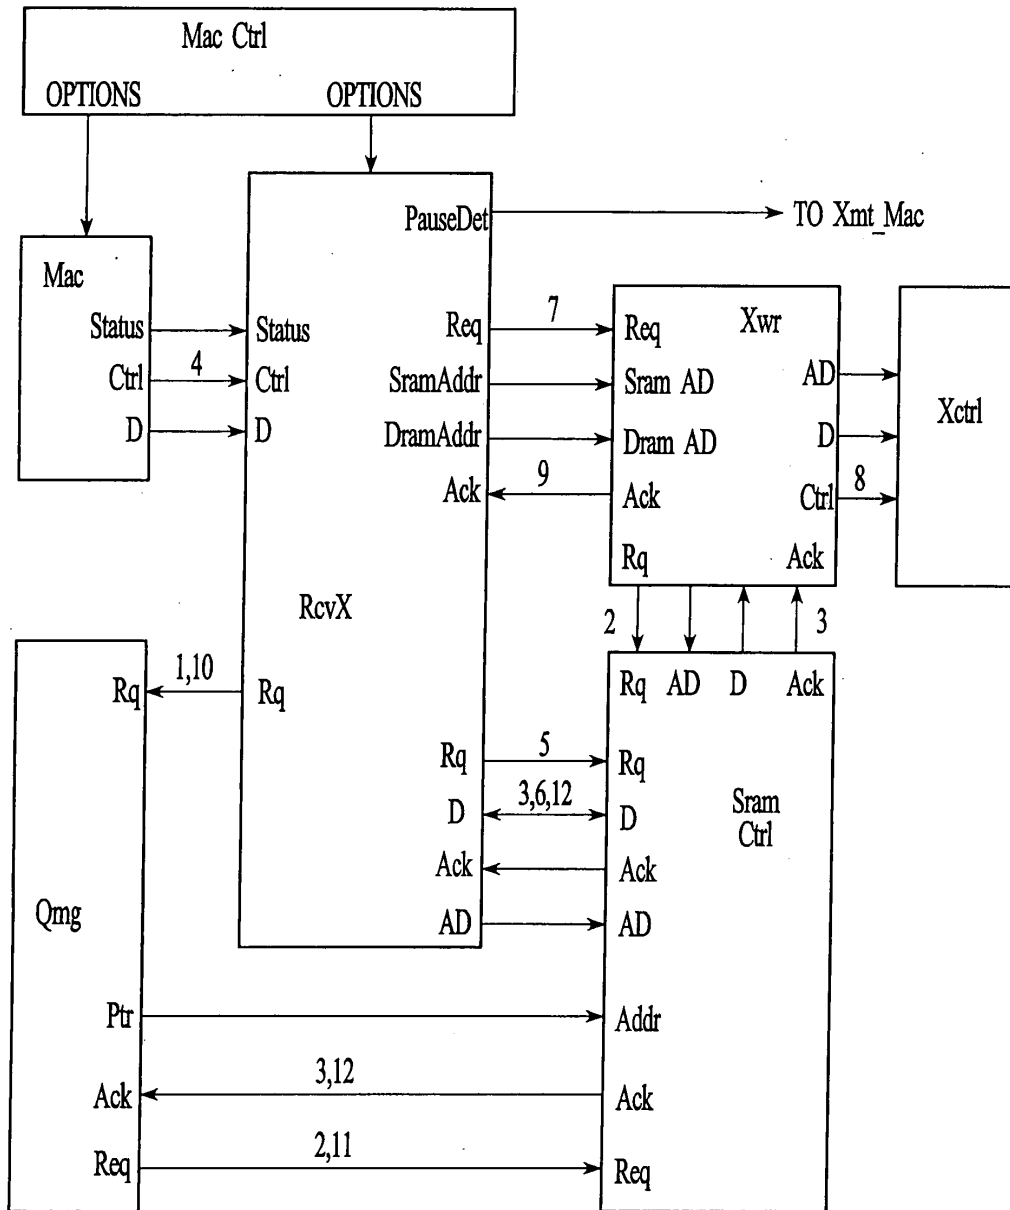 Mac Ctrl
OPTIONS OPTIONS
PauseDet
TO Xmt_Mac
Mac
Status
Ctrl
D
4
Status
Ctrl
D
Req
SramAddr
DramAddr
Ack
7
9
Xwr
Req
Sram AD
Dram AD
Ack
Rq
AD
D
Ctrl
Ack
8
Xctrl
RcvX
2
3
1,10
Rq
Rq
Rq AD D Ack
Rq
D
Ack
AD
5
3,6,12
Rq
D
Ack
AD
Sram
Ctrl
Qmg
Ptr
Addr
Ack
3,12
Ack
Req
2,11
Req